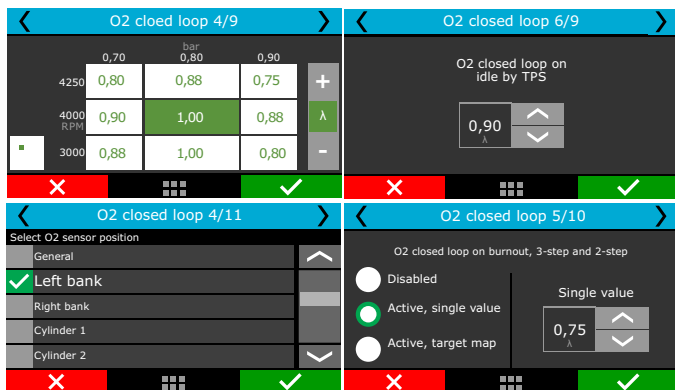 O2 cloed loop 4/9
bar
0,70 0,80 0,90
4250 0,80 0,88 0,75 +
4000 0,90 1,00 0,88 λ
RPM
3000 0,88 1,00 0,80 -
O2 closed loop 6/9
O2 closed loop on
idle by TPS
0,90
λ
O2 closed loop 4/11
Select O2 sensor position
General
Left bank
Right bank
Cylinder 1
Cylinder 2
O2 closed loop 5/10
O2 closed loop on burnout, 3-step and 2-step
Disabled
Active, single value
Active, target map
Single value
0,75
λ